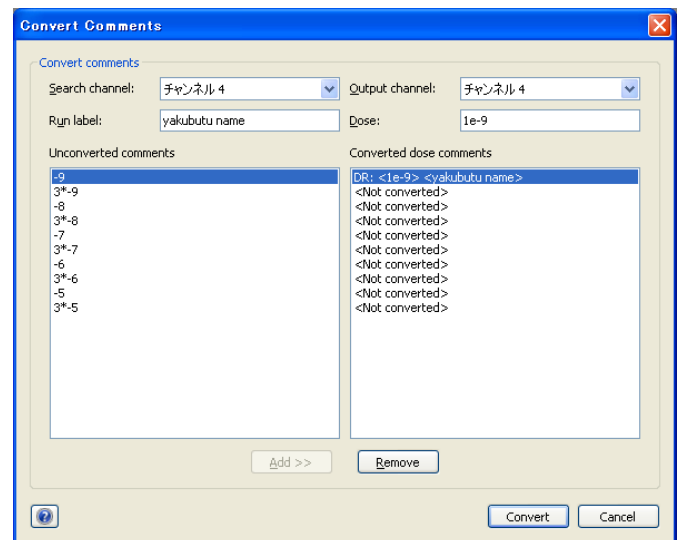 Convert Comments
Convert comments
Search channel: チャンネル 4 Output channel: チャンネル 4
Run label: yakubutu name Dose: 1e-9
Unconverted comments Converted dose comments
-9 DR: <1e-9> <yakubutu name>
3*-9 <Not converted>
-8 <Not converted>
3*-8 <Not converted>
-7 <Not converted>
3*-7 <Not converted>
-6 <Not converted>
3*-6 <Not converted>
-5 <Not converted>
3*-5 <Not converted>
Add >> Remove
? Convert Cancel